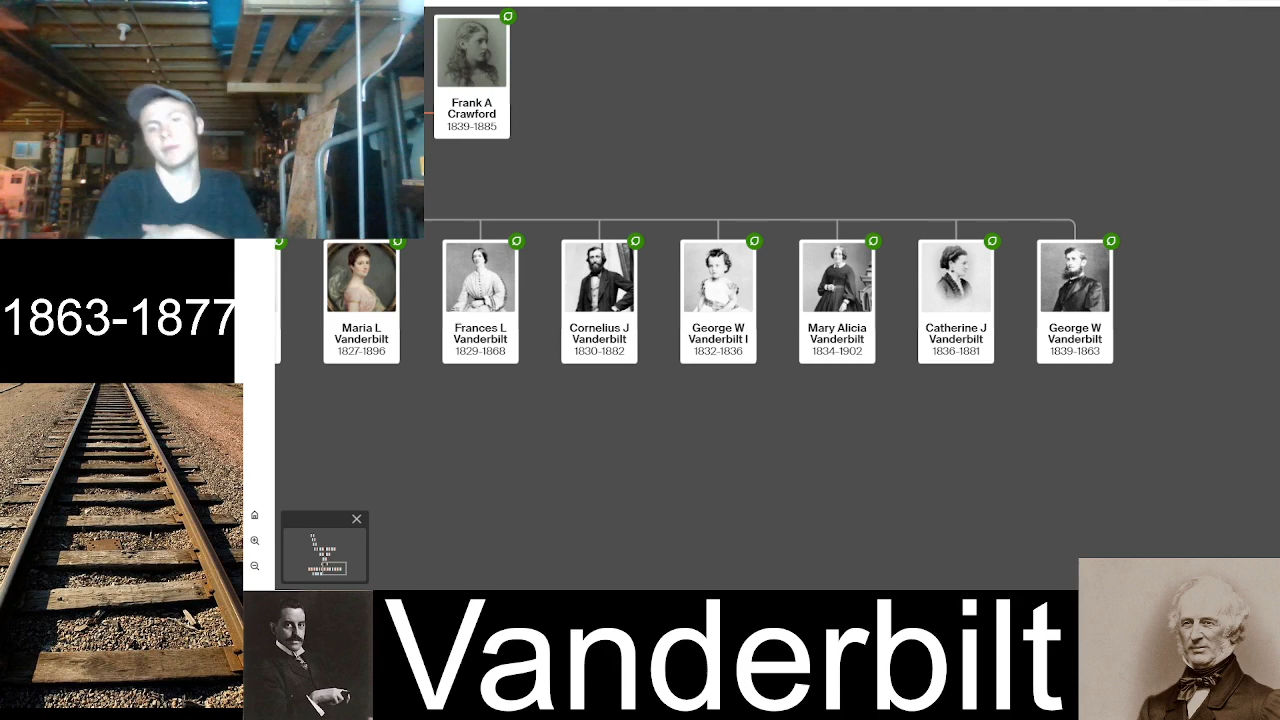 Frank A
Crawford
1839-1885
Maria L
Vanderbilt
1827-1896
Frances L
Vanderbilt
1829-1868
Cornelius J
Vanderbilt
1830-1882
George W
Vanderbilt I
1832-1836
Mary Alicia
Vanderbilt
1834-1902
Catherine J
Vanderbilt
1836-1881
George W
Vanderbilt
1839-1863
1863-1877
Vanderbilt